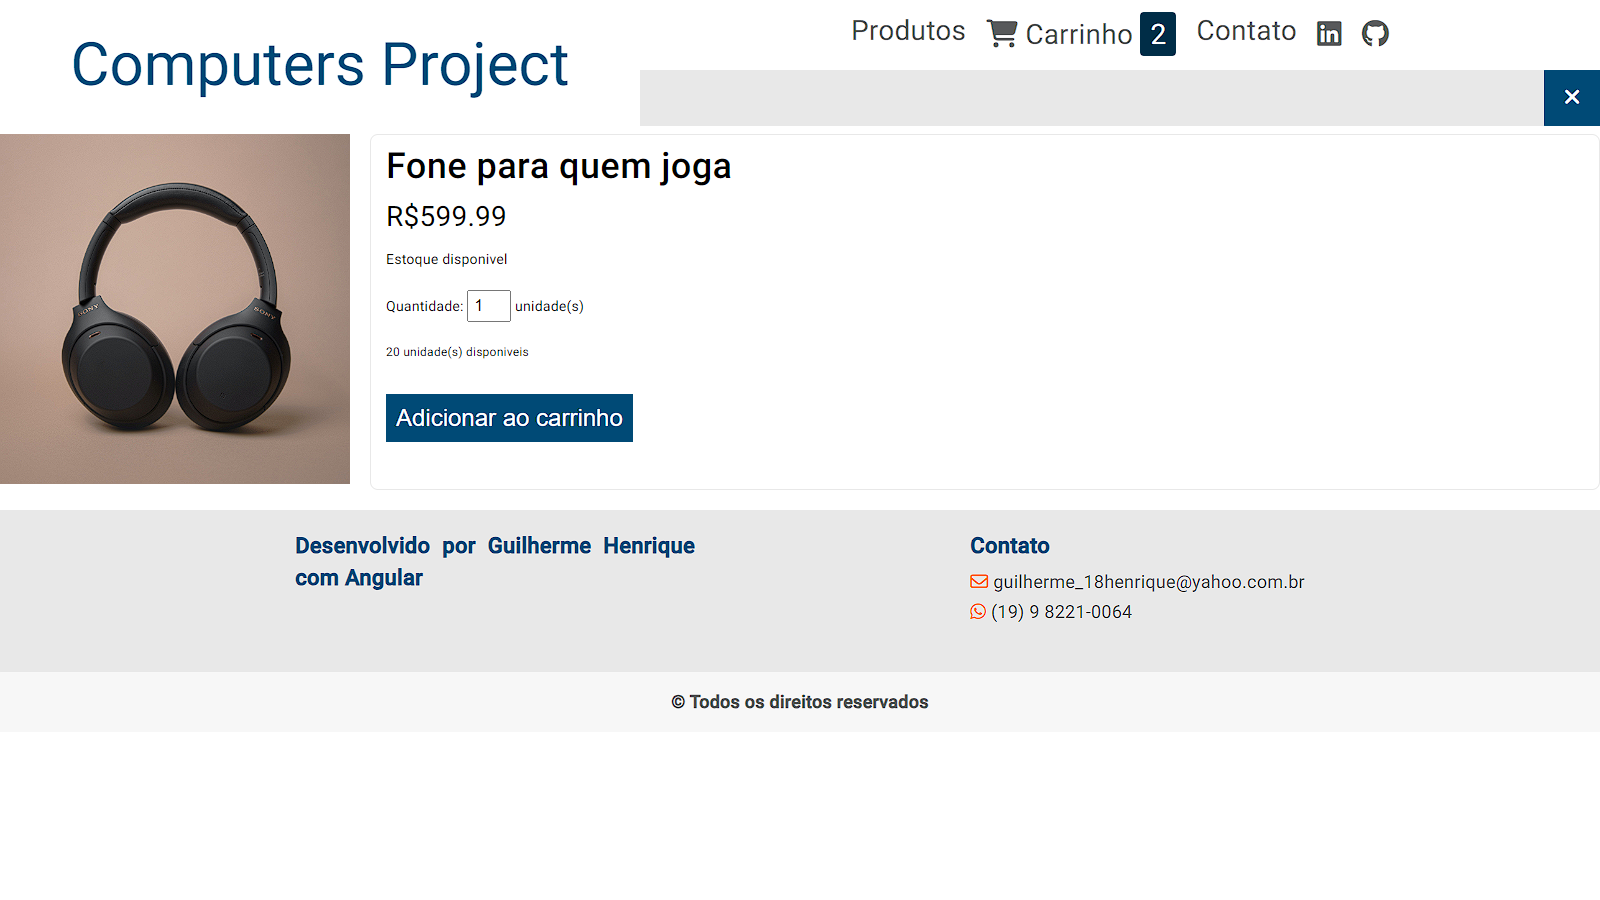 Computers Project
Produtos
Carrinho 2
Contato
Fone para quem joga
R$599.99
Estoque disponivel
Quantidade: 1 unidade(s)
20 unidade(s) disponiveis
Adicionar ao carrinho
SONY
SONY
Desenvolvido por Guilherme Henrique
com Angular
Contato
guilherme_18henrique@yahoo.com.br
(19) 9 8221-0064
© Todos os direitos reservados